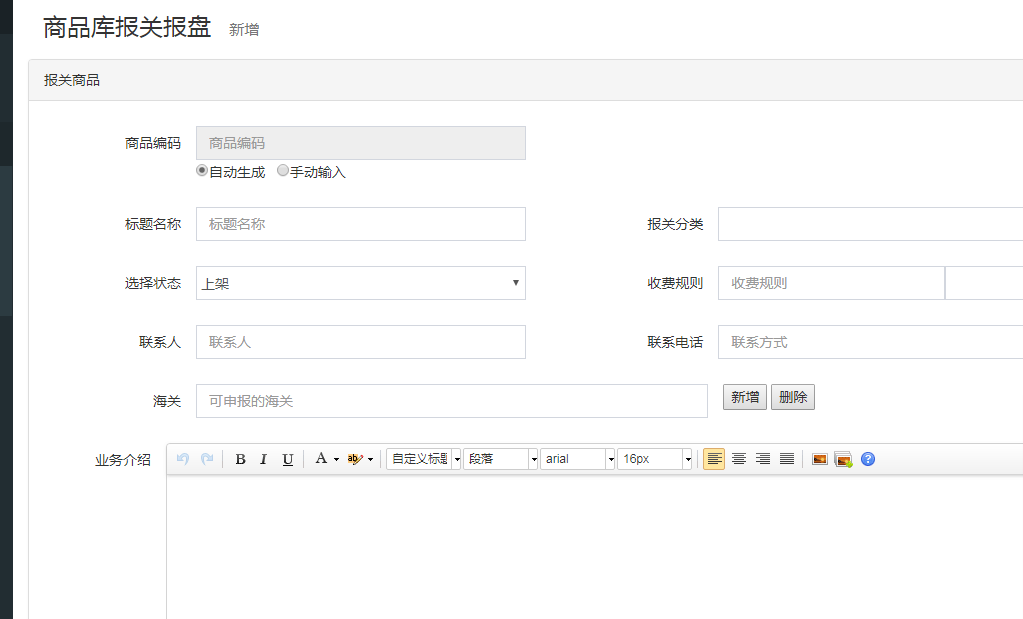 商品库报关报盘 新增
报关商品
商品编码 商品编码
自动生成 手动输入
标题名称 标题名称 报关分类
选择状态 上架 收费规则 收费规则
联系人 联系人 联系电话 联系方式
海关 可申报的海关 新增 删除
业务介绍 B I U A ab 自定义标题 段落 arial 16px ?